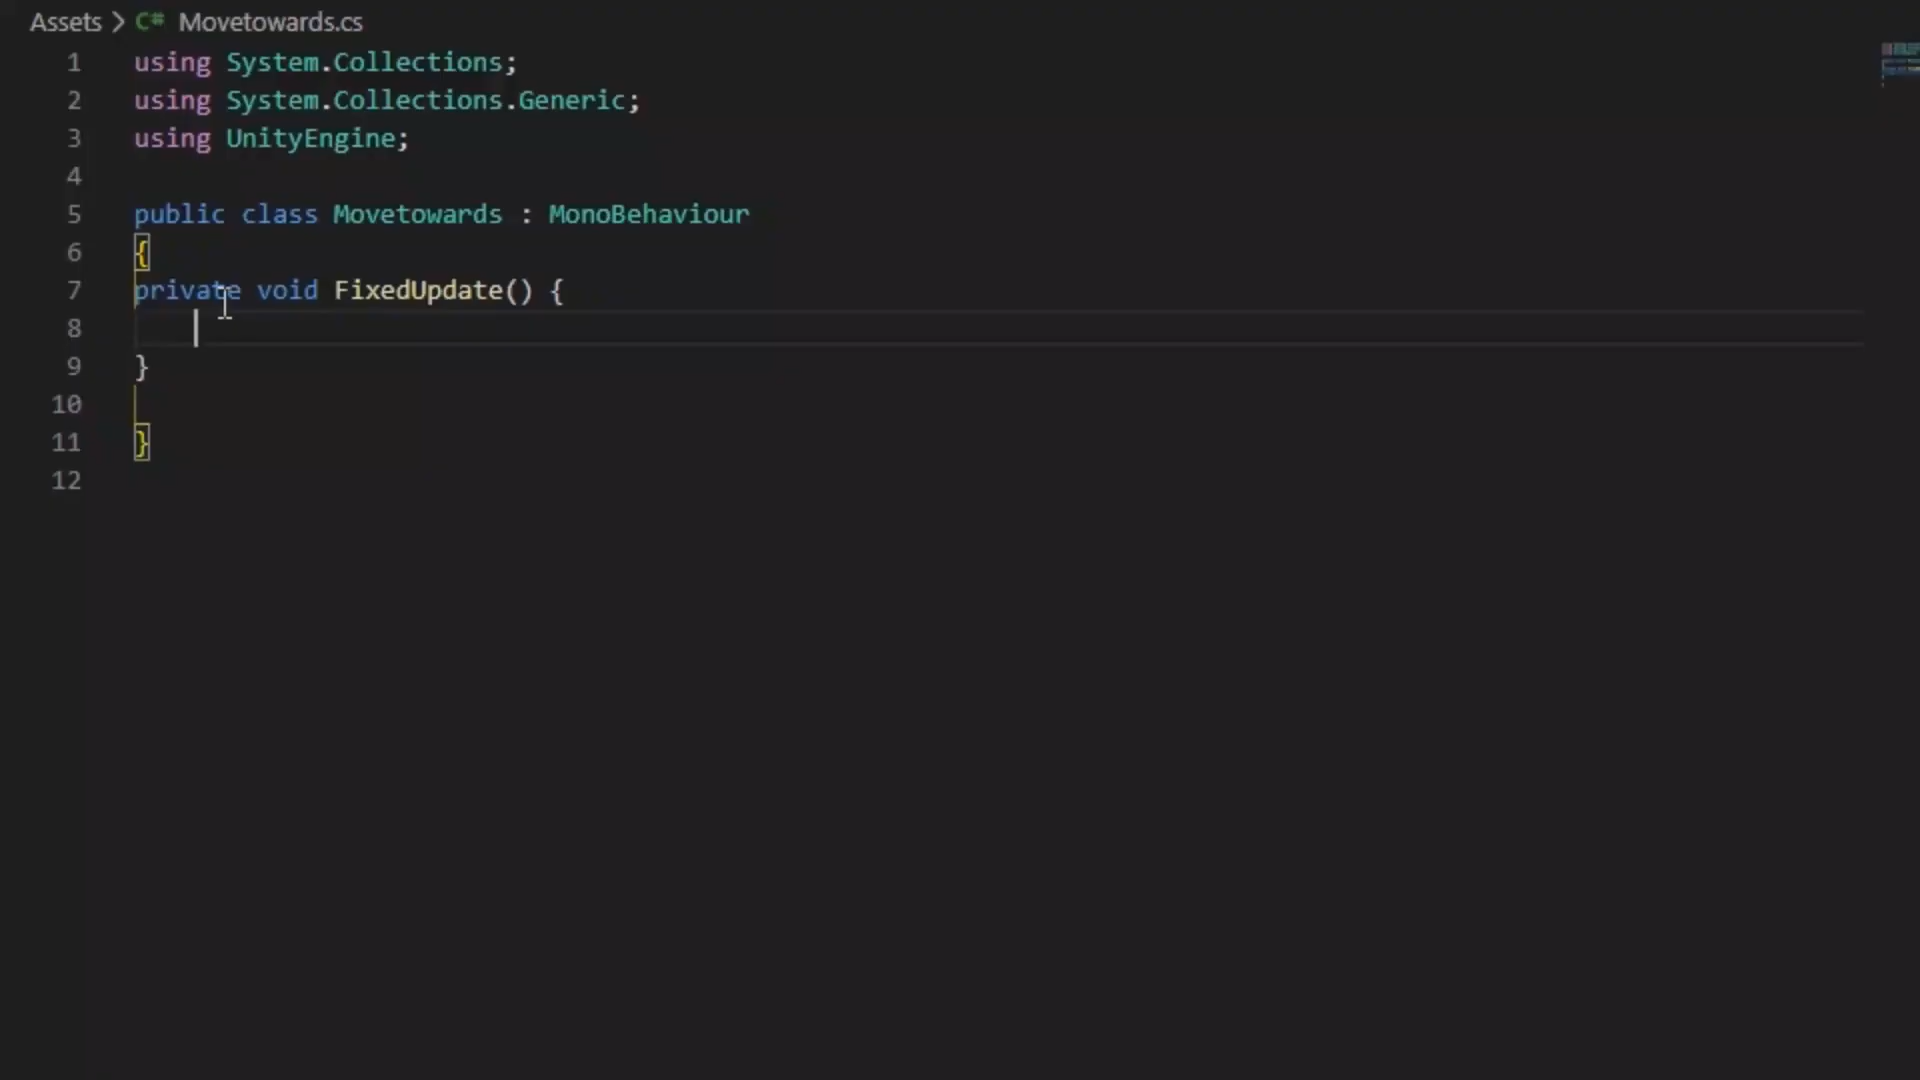 Assets > C# Movetowards.cs
1 using System.Collections;
2 using System.Collections.Generic;
3 using UnityEngine;
4
5 public class Movetowards : MonoBehaviour
6 {
7 private void FixedUpdate() {
8
9 }
10
11 }
12